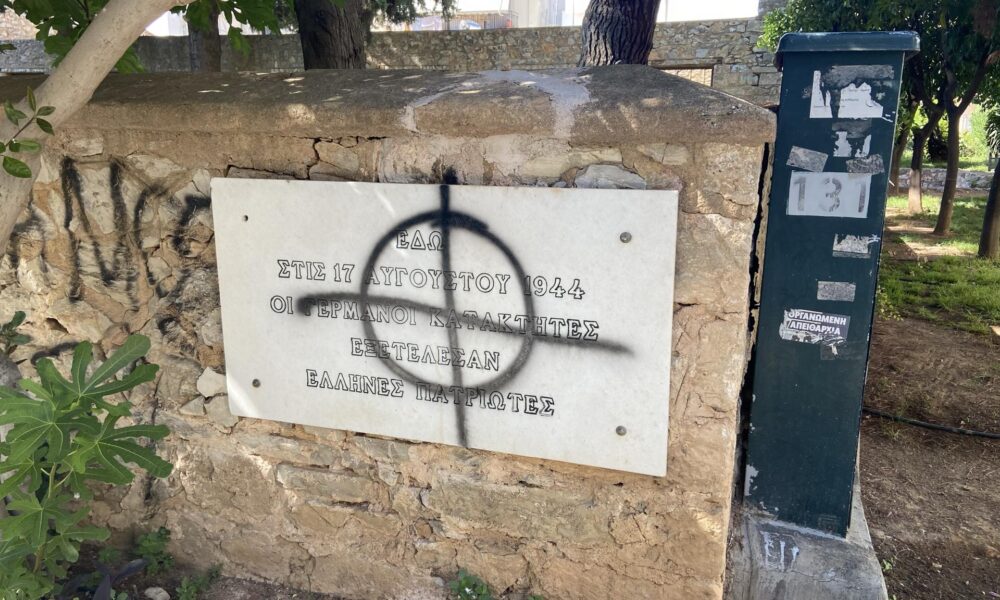 ΕΔΩ
ΣΤΙΣ 17 ΑΥΓΟΥΣΤΟΥ 1944
ΟΙ ΓΕΡΜΑΝΟΙ ΚΑΤΑΚΤΗΤΕΣ
ΕΞΕΤΕΛΕΣΑΝ
ΕΛΛΗΝΕΣ ΠΑΤΡΙΩΤΕΣ
131
ΟΡΓΑΝΩΜΕΝΗ
ΑΠΕΙΘΑΡΧΙΑ